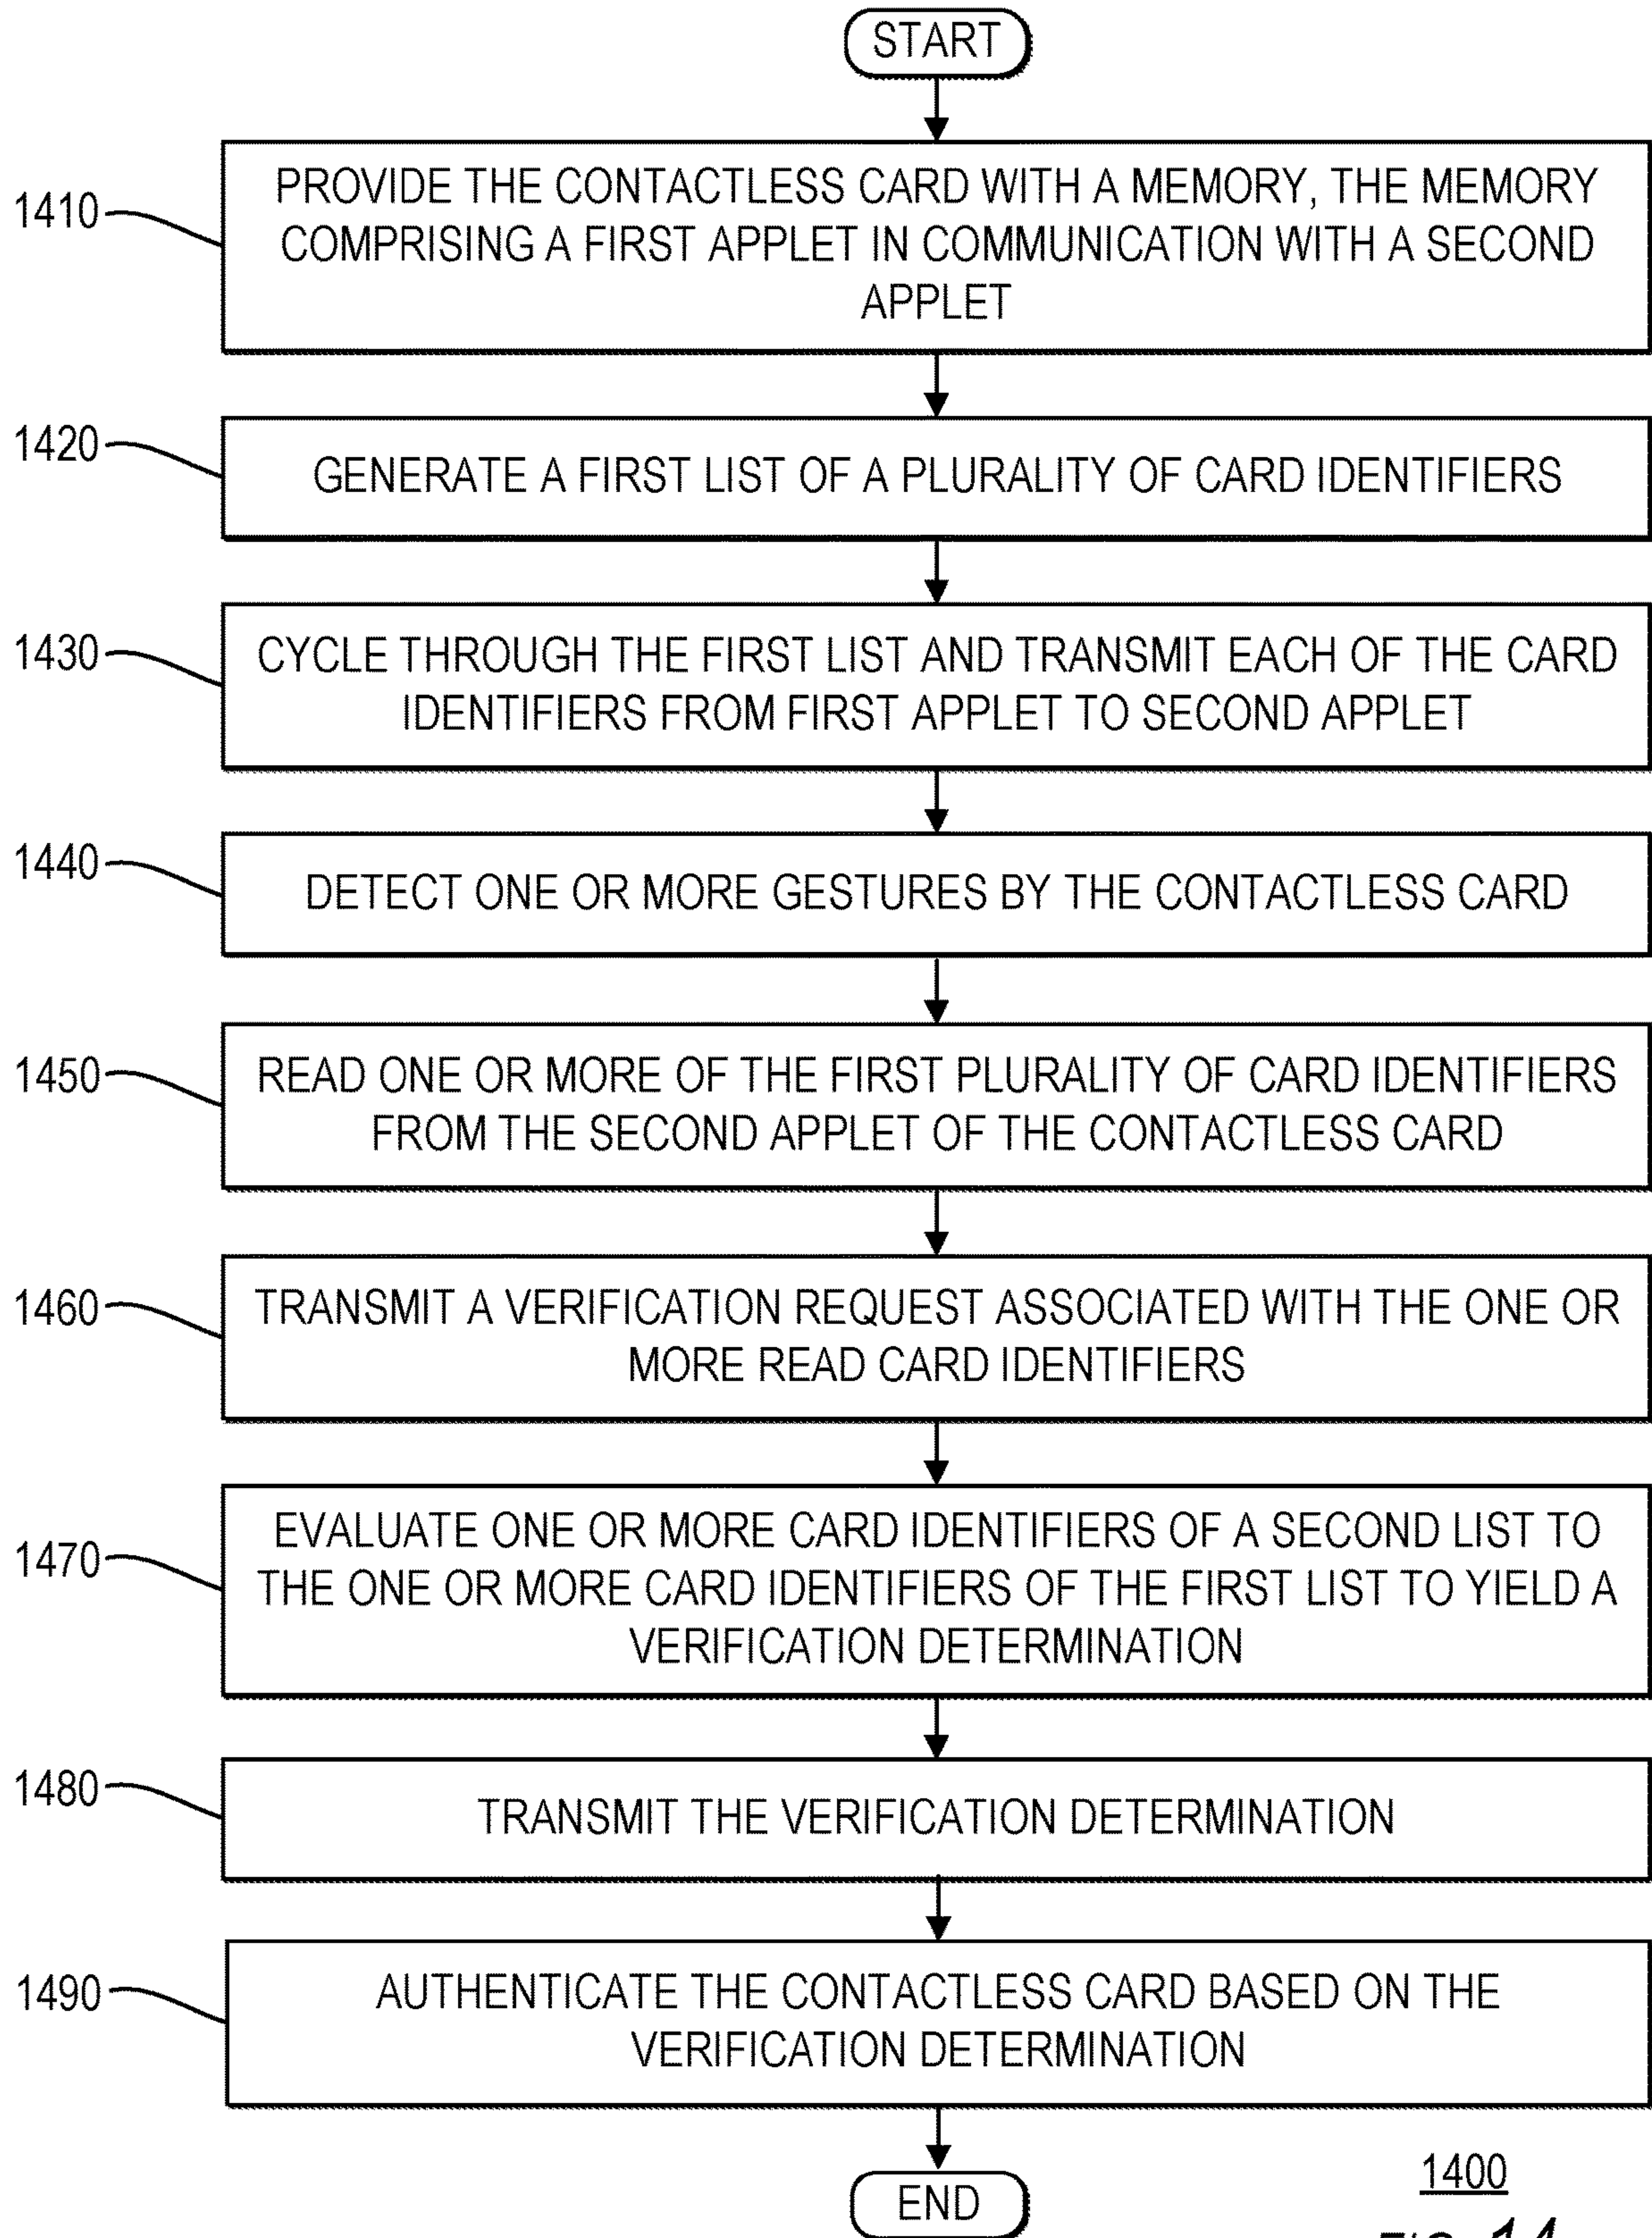 START
1410
PROVIDE THE CONTACTLESS CARD WITH A MEMORY, THE MEMORY
COMPRISING A FIRST APPLET IN COMMUNICATION WITH A SECOND
APPLET
1420
GENERATE A FIRST LIST OF A PLURALITY OF CARD IDENTIFIERS
1430
CYCLE THROUGH THE FIRST LIST AND TRANSMIT EACH OF THE CARD
IDENTIFIERS FROM FIRST APPLET TO SECOND APPLET
1440
DETECT ONE OR MORE GESTURES BY THE CONTACTLESS CARD
1450
READ ONE OR MORE OF THE FIRST PLURALITY OF CARD IDENTIFIERS
FROM THE SECOND APPLET OF THE CONTACTLESS CARD
1460
TRANSMIT A VERIFICATION REQUEST ASSOCIATED WITH THE ONE OR
MORE READ CARD IDENTIFIERS
1470
EVALUATE ONE OR MORE CARD IDENTIFIERS OF A SECOND LIST TO
THE ONE OR MORE CARD IDENTIFIERS OF THE FIRST LIST TO YIELD A
VERIFICATION DETERMINATION
1480
TRANSMIT THE VERIFICATION DETERMINATION
1490
AUTHENTICATE THE CONTACTLESS CARD BASED ON THE
VERIFICATION DETERMINATION
END
1400
FIG. 14